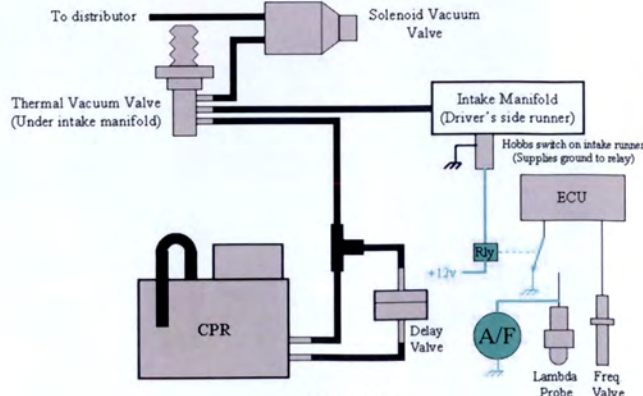 To distributor
Solenoid Vacuum
Valve
Thermal Vacuum Valve
(Under intake manifold)
Intake Manifold
(Driver's side runner)
Hobbs switch on intake runner
(Supplies ground to relay)
ECU
Rly
+12v
CPR
Delay
Valve
A/F
Lambda
Probe
Freq.
Valve